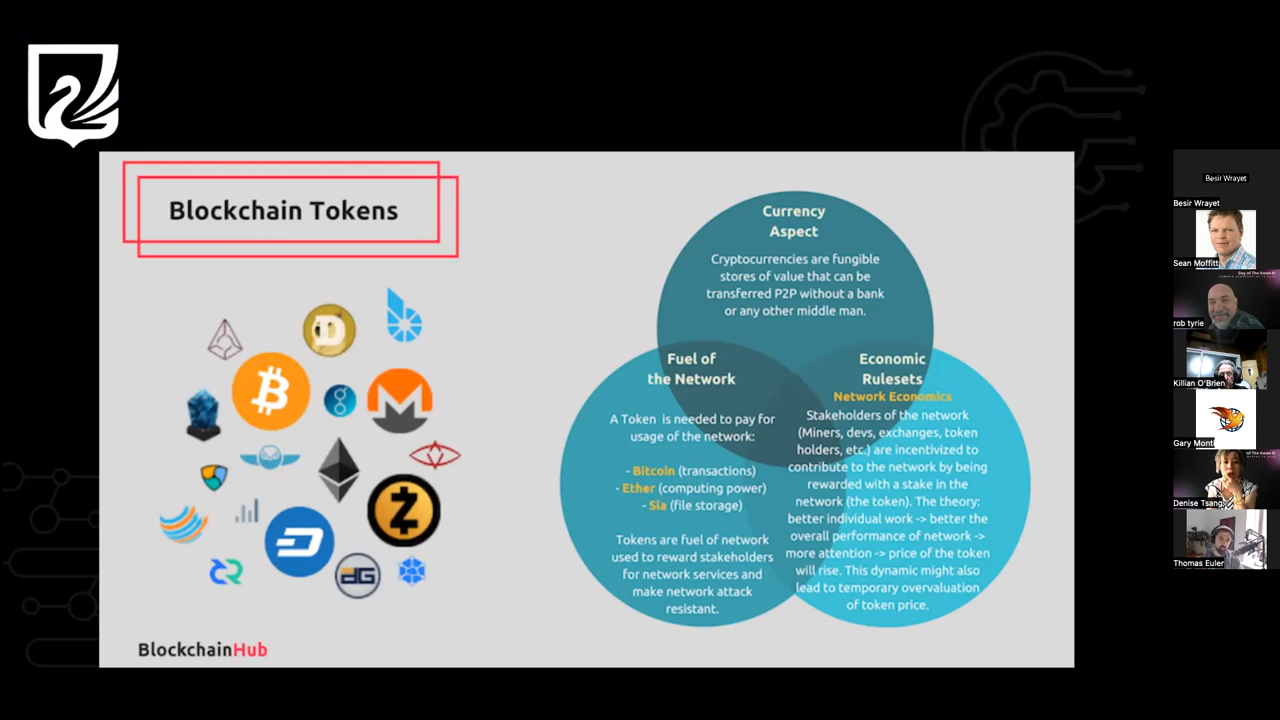 Blockchain Tokens
BlockchainHub
Currency
Aspect
Cryptocurrencies are fungible
stores of value that can be
transferred P2P without a bank
or any other middle man.
Fuel of
the Network
A Token is needed to pay for
usage of the network:
- Bitcoin (transactions)
- Ether (computing power)
- Sia (file storage)
Tokens are fuel of network
used to reward stakeholders
for network services and
make network attack
resistant.
Economic
Rulesets
Network Economics
Stakeholders of the network
(Miners, devs, exchanges, token
holders, etc.) are incentivized to
contribute to the network by being
rewarded with a stake in the
network (the token). The theory:
better individual work -> better the
overall performance of network ->
more attention -> price of the token
will rise. This dynamic might also
lead to temporary overvaluation
of token price.
Besir Wrayet
Besir Wrayet
Sean Moffitt
rob tyrie
Killian O'Brien
Gary Monti
Denise Tsang
Thomas Euler